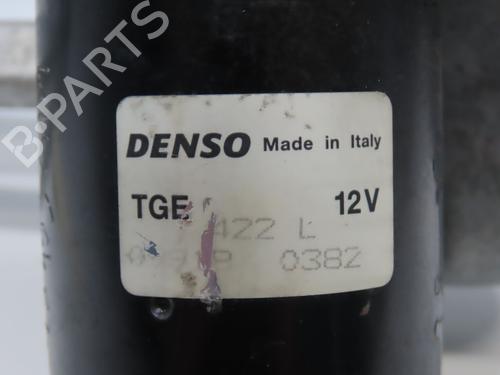 B-PARTS
DENSO Made in Italy
TGE 12V
422 L
0382